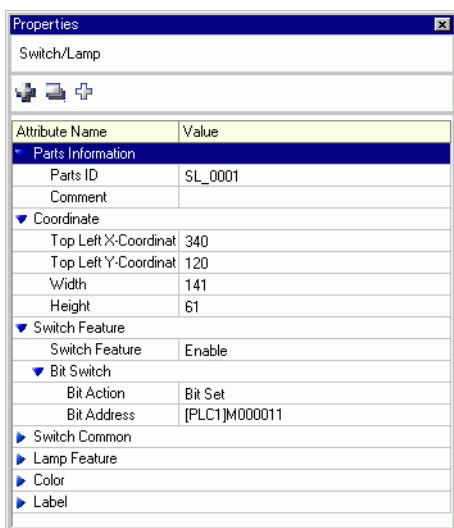 Properties
Switch/Lamp
Attribute Name Value
Parts Information
Parts ID SL_0001
Comment
Coordinate
Top Left X-Coordinat 340
Top Left Y-Coordinat 120
Width 141
Height 61
Switch Feature
Switch Feature Enable
Bit Switch
Bit Action Bit Set
Bit Address [PLC1]M000011
Switch Common
Lamp Feature
Color
Label